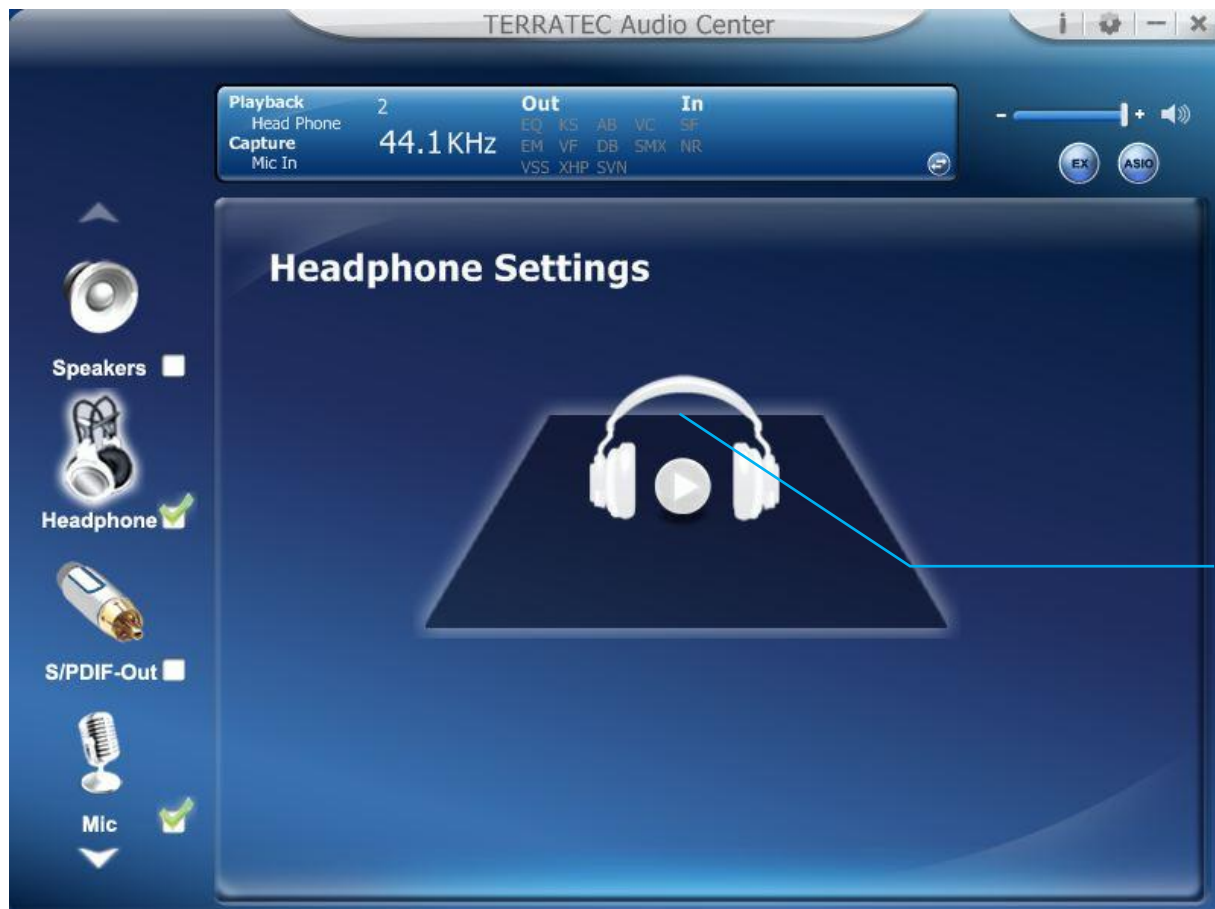 TERRATEC Audio Center
i
Playback 2 Out In
Head Phone EQ KS AB VC SF
Capture 44.1 KHz EM VF DB SMX NR
Mic In VSS XHP SVN
- +
EX ASIO
Headphone Settings
Speakers
Headphone
S/PDIF-Out
Mic